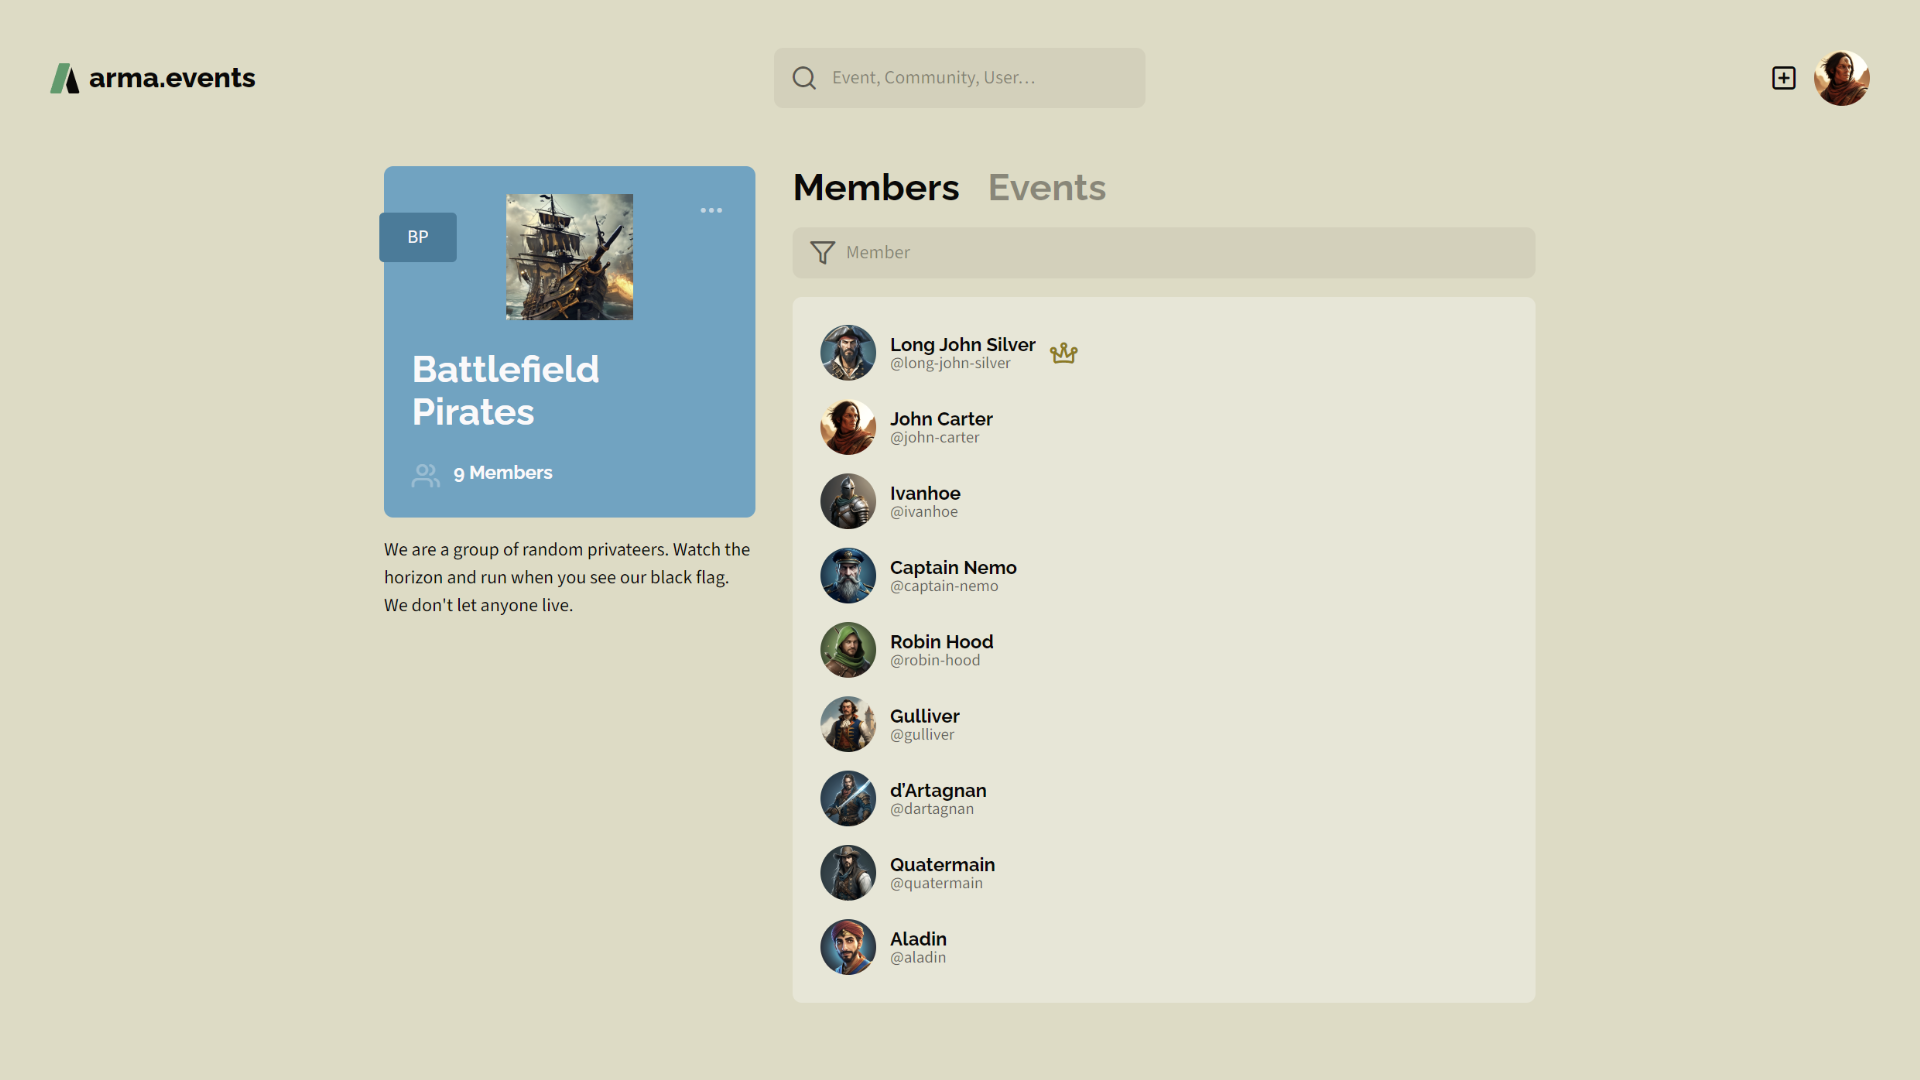 arma.events
Event, Community, User...
BP
Battlefield
Pirates
9 Members
We are a group of random privateers. Watch the
horizon and run when you see our black flag.
We don't let anyone live.
Members Events
Member
Long John Silver
@long-john-silver
John Carter
@john-carter
Ivanhoe
@ivanhoe
Captain Nemo
@captain-nemo
Robin Hood
@robin-hood
Gulliver
@gulliver
d'Artagnan
@dartagnan
Quatermain
@quatermain
Aladin
@aladin